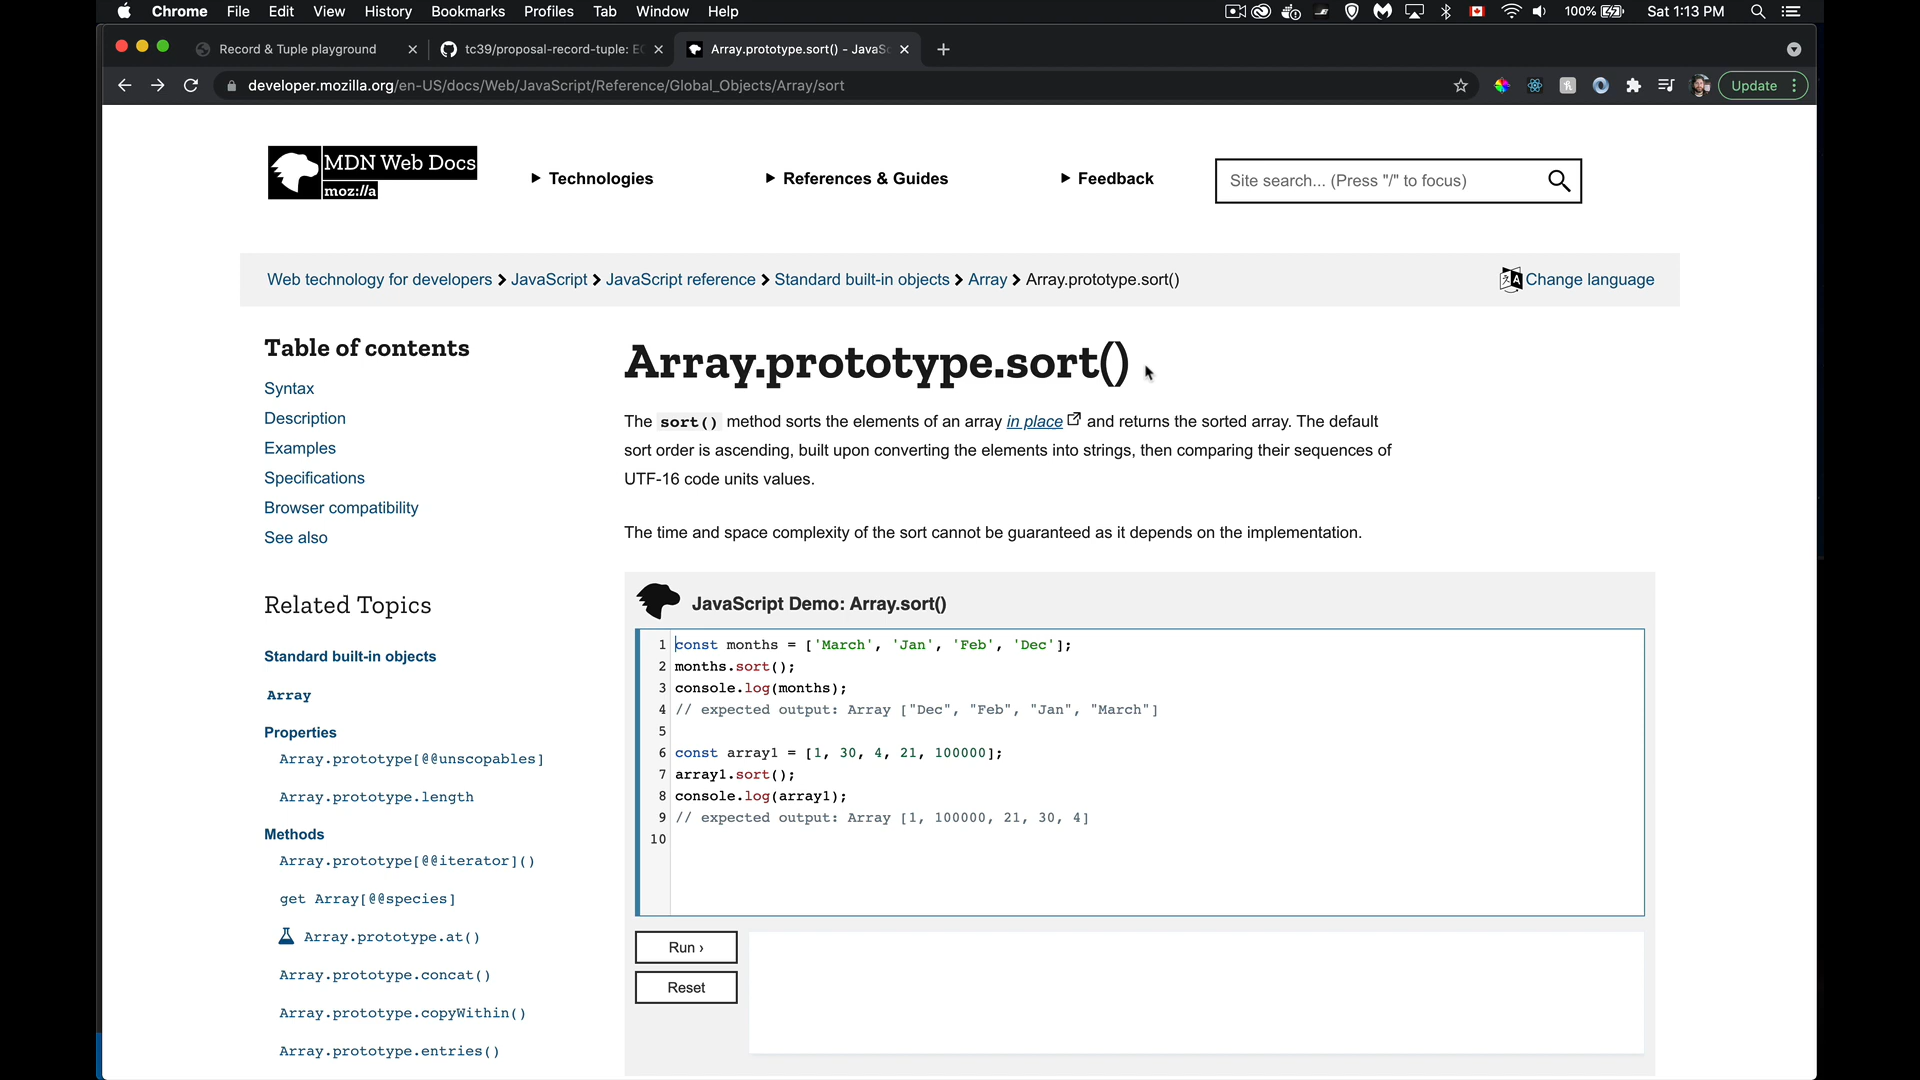 Chrome File Edit View History Bookmarks Profiles Tab Window Help 100% Sat 1:13 PM
Record & Tuple playground tc39/proposal-record-tuple: EC Array.prototype.sort() - JavaSc
developer.mozilla.org/en-US/docs/Web/JavaScript/Reference/Global_Objects/Array/sort Update
MDN Web Docs
moz://a
Technologies References & Guides Feedback Site search... (Press "/" to focus)
Web technology for developers JavaScript JavaScript reference Standard built-in objects Array Array.prototype.sort() Change language
Table of contents
Syntax
Description
Examples
Specifications
Browser compatibility
See also
Related Topics
Standard built-in objects
Array
Properties
Array.prototype[@@unscopables]
Array.prototype.length
Methods
Array.prototype[@@iterator]()
get Array[@@species]
Array.prototype.at()
Array.prototype.concat()
Array.prototype.copyWithin()
Array.prototype.entries()
Array.prototype.sort()
The sort() method sorts the elements of an array in place and returns the sorted array. The default
sort order is ascending, built upon converting the elements into strings, then comparing their sequences of
UTF-16 code units values.
The time and space complexity of the sort cannot be guaranteed as it depends on the implementation.
JavaScript Demo: Array.sort()
1 const months = ['March', 'Jan', 'Feb', 'Dec'];
2 months.sort();
3 console.log(months);
4 // expected output: Array ["Dec", "Feb", "Jan", "March"]
5
6 const array1 = [1, 30, 4, 21, 100000];
7 array1.sort();
8 console.log(array1);
9 // expected output: Array [1, 100000, 21, 30, 4]
10
Run ›
Reset